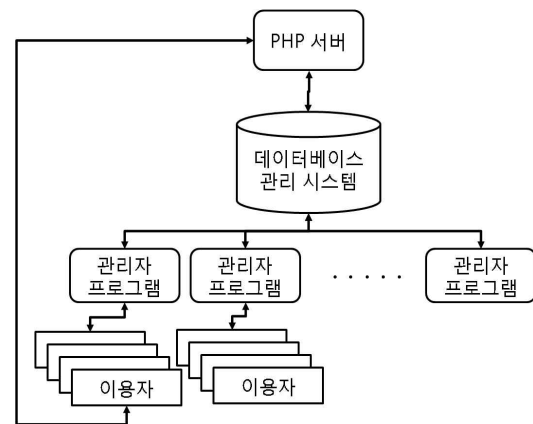 PHP 서버
데이터베이스
관리 시스템
관리자
프로그램
관리자
프로그램
· · · · ·
관리자
프로그램
이용자
이용자